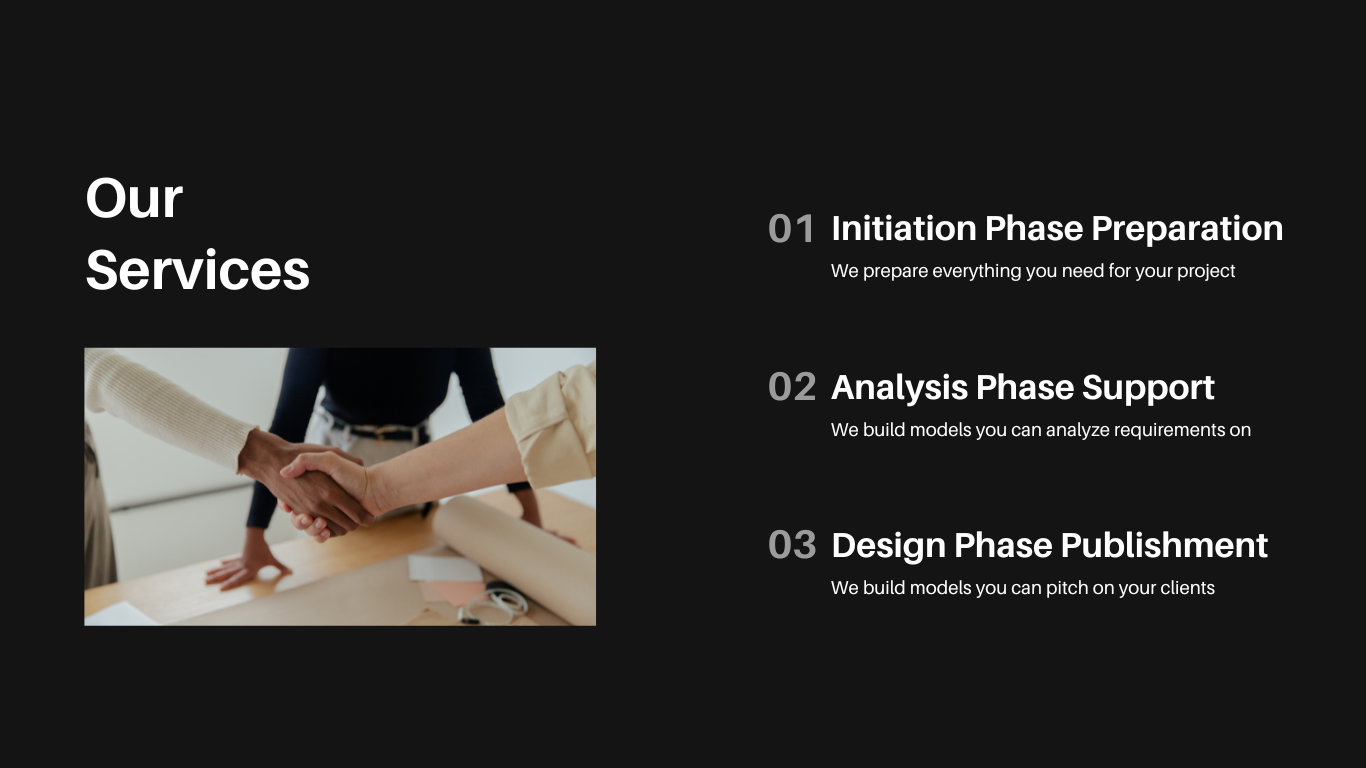 Our
Services
01 Initiation Phase Preparation
We prepare everything you need for your project
02 Analysis Phase Support
We build models you can analyze requirements on
03 Design Phase Publishment
We build models you can pitch on your clients